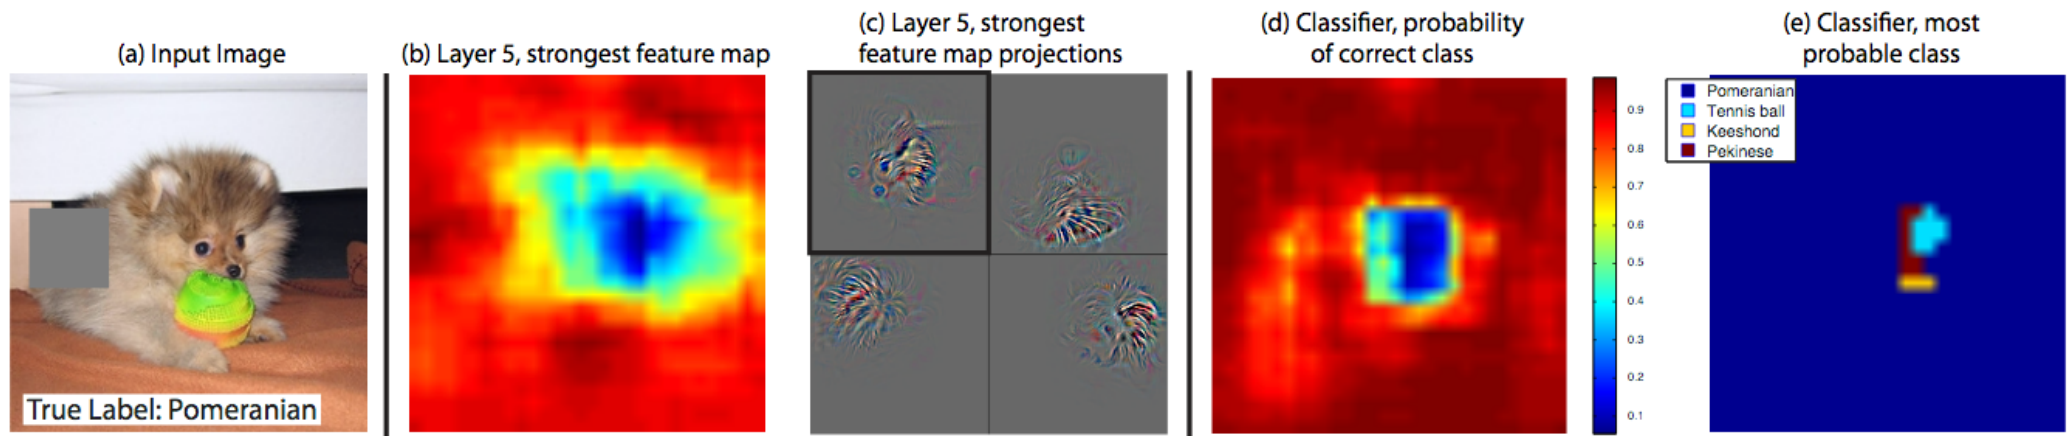 (a) Input Image
(b) Layer 5, strongest feature map
(c) Layer 5, strongest
feature map projections
(d) Classifier, probability
of correct class
(e) Classifier, most
probable class
True Label: Pomeranian
0.9
0.8
0.7
0.6
0.5
0.4
0.3
0.2
0.1
Pomeranian
Tennis ball
Keeshond
Pekinese